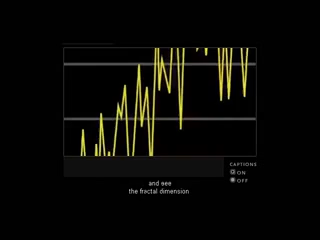 CAPTIONS
ON
OFF
and see
the fractal dimension